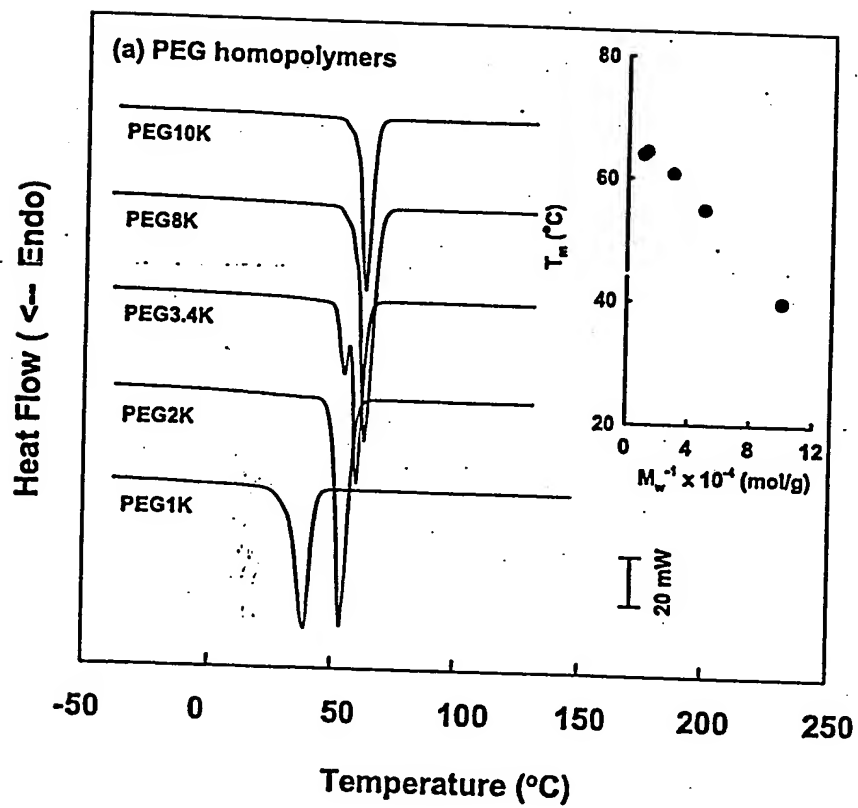 (a) PEG homopolymers
PEG10K
PEG8K
PEG3.4K
PEG2K
PEG1K
Heat Flow ( <-- Endo)
-50 0 50 100 150 200 250
Temperature (°C)
80
60
40
20
Tm (°C)
0 4 8 12
Mw-1 x 10-4 (mol/g)
20 mW